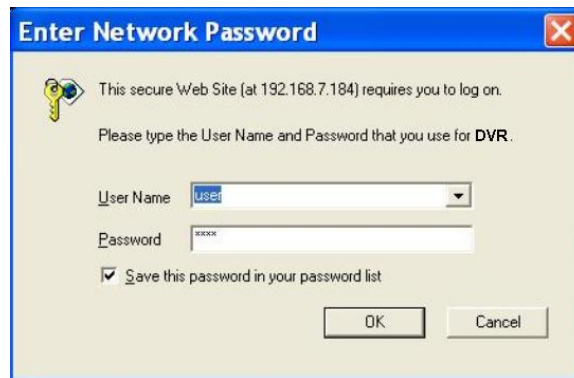 Enter Network Password
This secure Web Site (at 192.168.7.184) requires you to log on.
Please type the User Name and Password that you use for DVR.
User Name user
Password ****
Save this password in your password list
OK Cancel